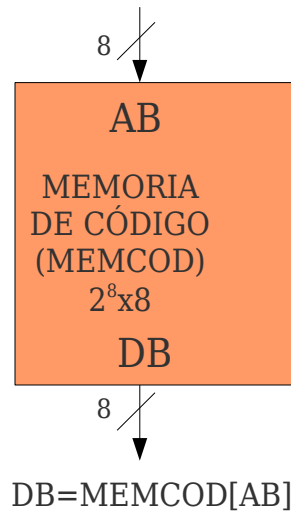 8
AB
MEMORIA
DE CÓDIGO
(MEMCOD)
2⁸x8
DB
8
DB=MEMCOD[AB]